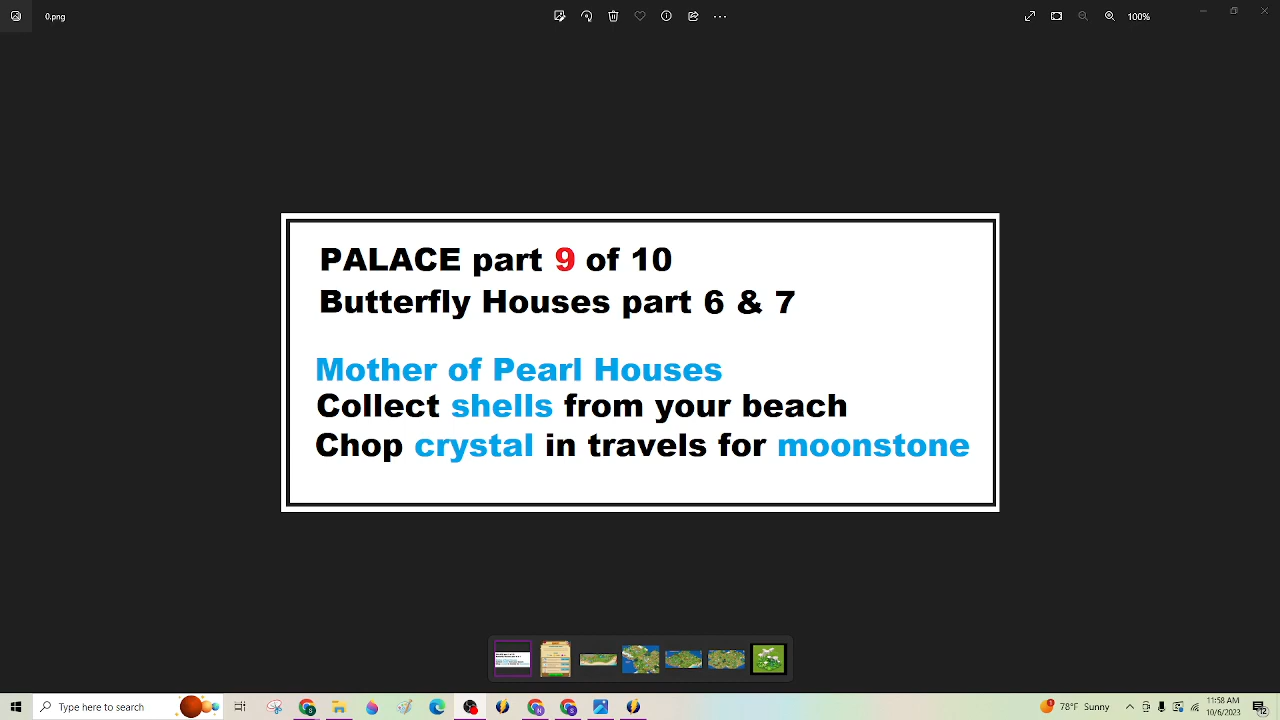 0.png
100%
PALACE part 9 of 10
Butterfly Houses part 6 & 7
Mother of Pearl Houses
Collect shells from your beach
Chop crystal in travels for moonstone
Type here to search
78°F Sunny
11:58 AM
10/6/2023